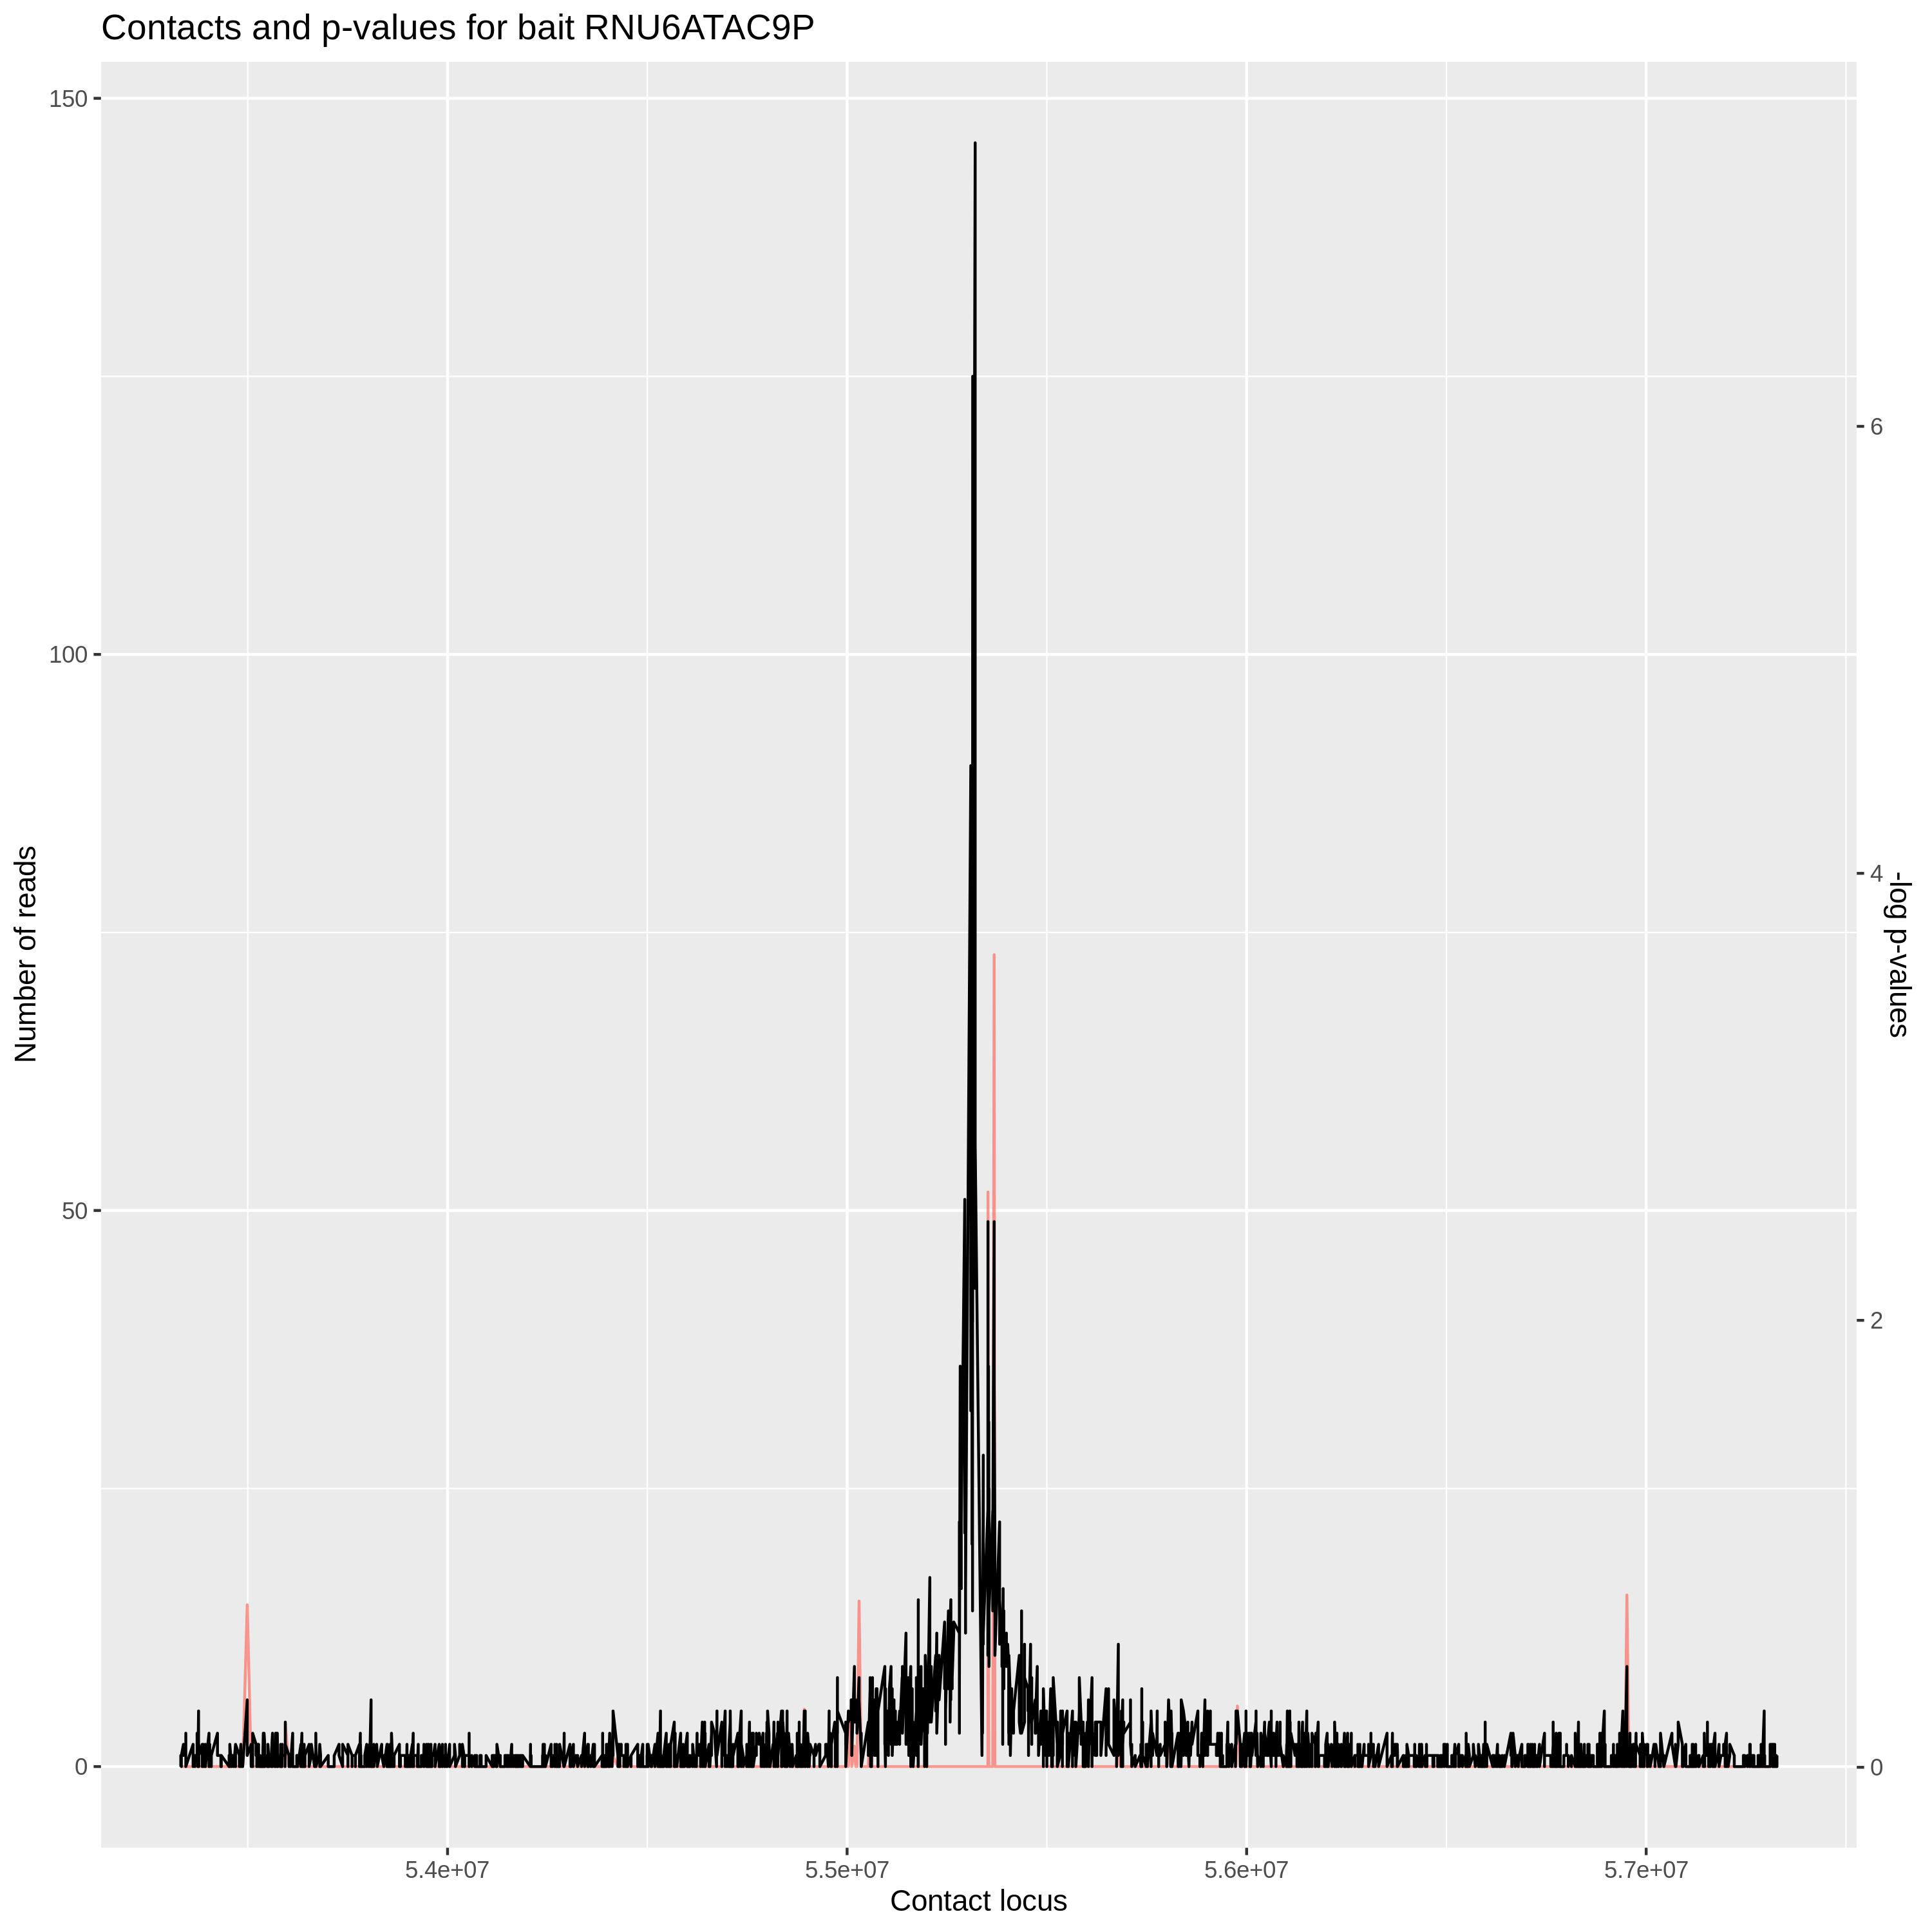 Contacts and p-values for bait RNU6ATAC9P
150
100
50
0
Number of reads
6
4
2
0
-log p-values
5.4e+07
5.5e+07
5.6e+07
5.7e+07
Contact locus